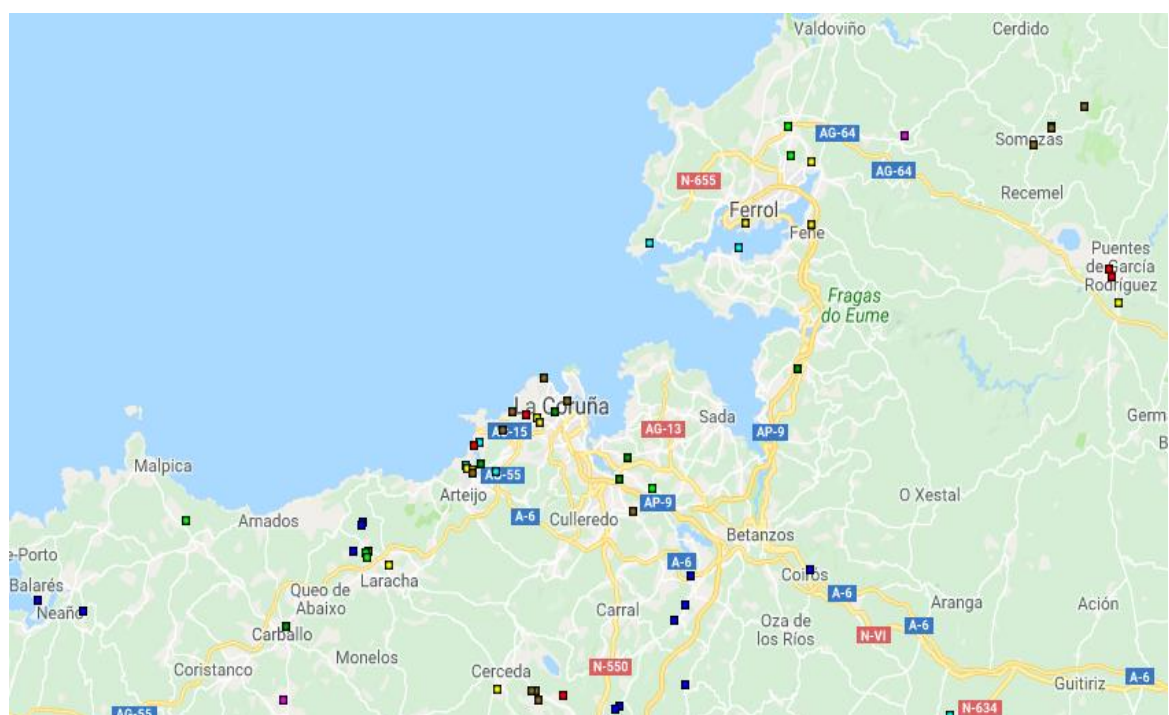 Valdoviño
Cerdido
AG-64
Somozas
AG-64
N-655
Recemel
Ferrol
Fene
Puentes
de García
Rodríguez
Fragas
do Eume
La Coruña
Sada
AG-13
AP-9
Germ
B
Malpica
AG-55
Arteijo
AP-9
O Xestal
Amados
A-6
Culleredo
Betanzos
e-Porto
A-6
Balarés
Laracha
Coirós
A-6
Neaño
Queo de
Abaixo
Carral
Aranga
Ación
Oza de
los Ríos
A-6
Carballo
N-VI
Monelos
Coristanco
Cerceda
N-550
A-6
Guitiriz
N-634
AG-55